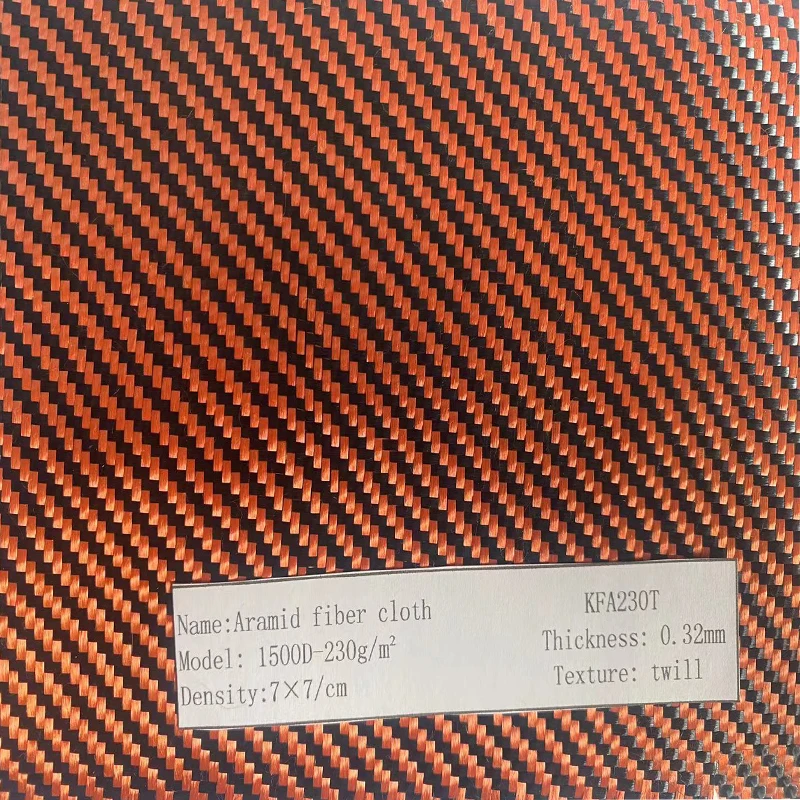 Name:Aramid fiber cloth
Model: 1500D-230g/m²
Density:7×7/cm
KFA230T
Thickness: 0.32mm
Texture: twill